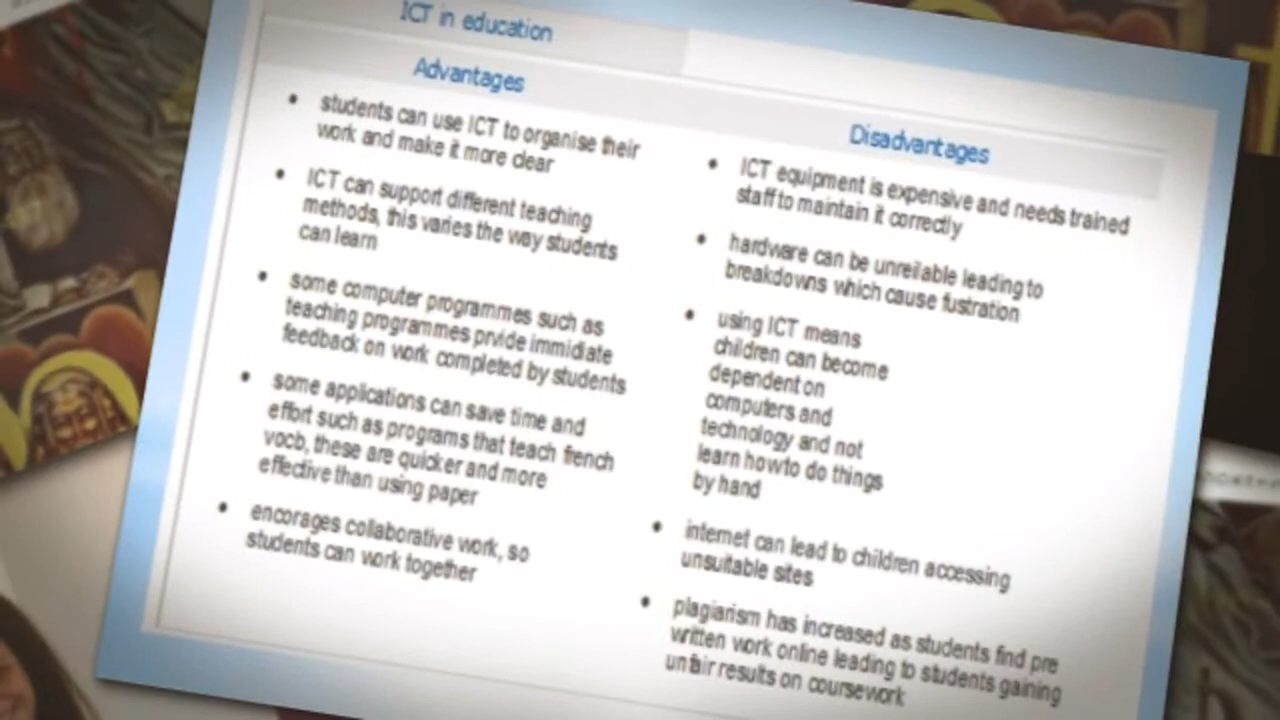 ICT in education
Advantages
students can use ICT to organise their
work and make it more clear
ICT can support different teaching
methods, this varies the way students
can learn
some computer programmes such as
teaching programmes prvide immidiate
feedback on work completed by students
some applications can save time and
effort such as programs that teach french
vocb, these are quicker and more
effective than using paper
encorages collaborative work, so
students can work together
Disadvantages
ICT equipment is expensive and needs trained
staff to maintain it correctly
hardware can be unreilable leading to
breakdowns which cause fustration
using ICT means
children can become
dependent on
computers and
technology and not
learn how to do things
by hand
internet can lead to children accessing
unsuitable sites
plagiarism has increased as students find pre
written work online leading to students gaining
unfair results on coursework